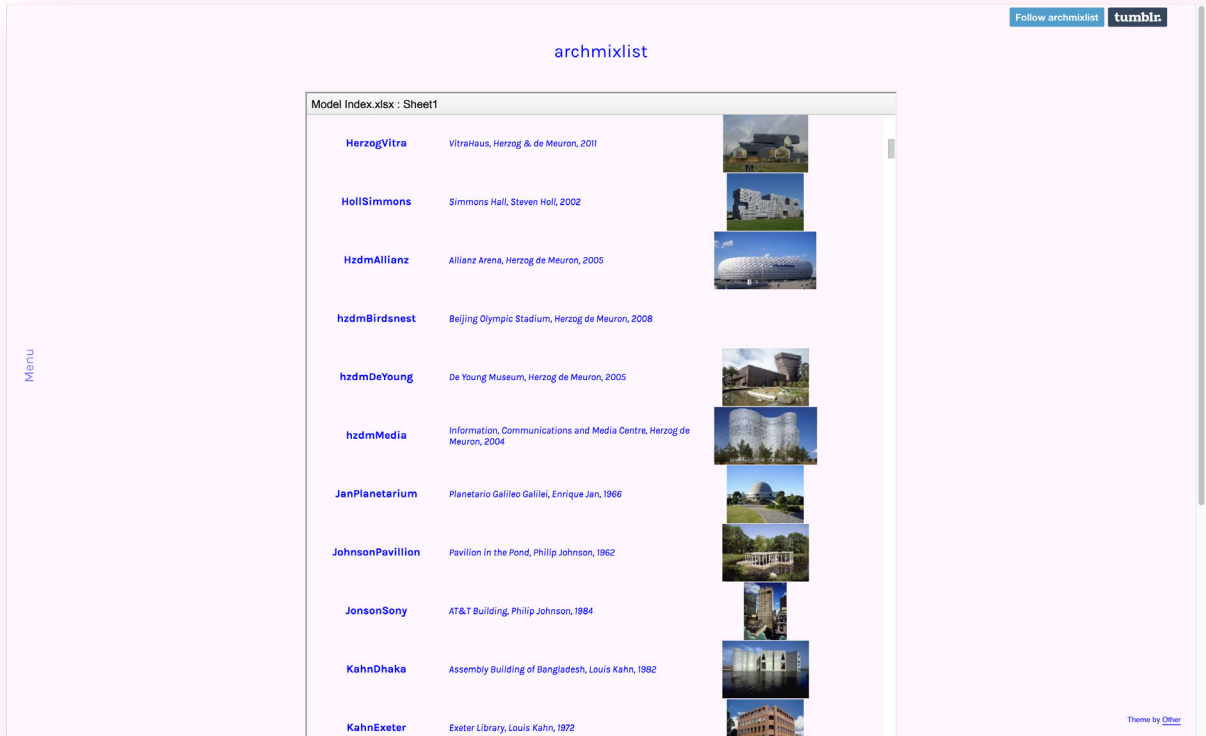 Follow archmixlist
tumblr.
archmixlist
Model Index.xlsx : Sheet1
HerzogVitra
VitraHaus, Herzog & de Meuron, 2011
HollSimmons
Simmons Hall, Steven Holl, 2002
HzdmAllianz
Allianz Arena, Herzog de Meuron, 2005
hzdmBirdsnest
Beijing Olympic Stadium, Herzog de Meuron, 2008
hzdmDeYoung
De Young Museum, Herzog de Meuron, 2005
hzdmMedia
Information, Communications and Media Centre, Herzog de
Meuron, 2004
JanPlanetarium
Planetario Galileo Galilei, Enrique Jan, 1966
JohnsonPavillion
Pavilion in the Pond, Philip Johnson, 1962
JonsonSony
AT&T Building, Philip Johnson, 1984
KahnDhaka
Assembly Building of Bangladesh, Louis Kahn, 1982
KahnExeter
Exeter Library, Louis Kahn, 1972
Menu
Theme by Other